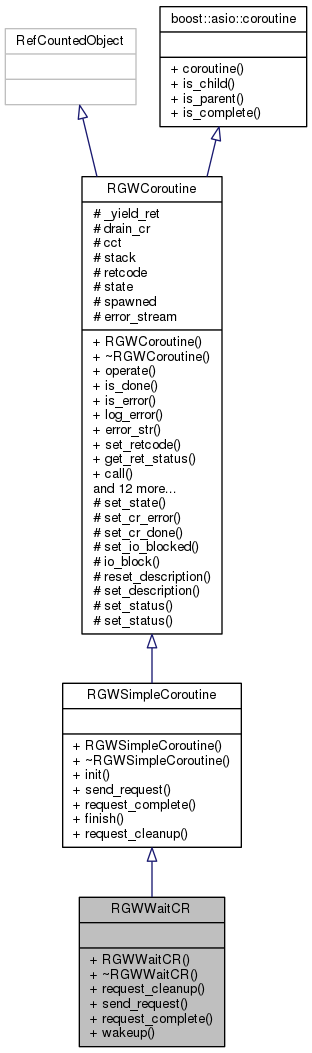 RefCountedObject
boost::asio::coroutine
+ coroutine()
+ is_child()
+ is_parent()
+ is_complete()
RGWCoroutine
# _yield_ret
# drain_cr
# cct
# stack
# retcode
# state
# spawned
# error_stream
+ RGWCoroutine()
+ ~RGWCoroutine()
+ operate()
+ is_done()
+ is_error()
+ log_error()
+ error_str()
+ set_retcode()
+ get_ret_status()
+ call()
and 12 more...
# set_state()
# set_cr_error()
# set_cr_done()
# set_io_blocked()
# io_block()
# reset_description()
# set_description()
# set_status()
# set_status()
RGWSimpleCoroutine
+ RGWSimpleCoroutine()
+ ~RGWSimpleCoroutine()
+ init()
+ send_request()
+ request_complete()
+ finish()
+ request_cleanup()
RGWWaitCR
+ RGWWaitCR()
+ ~RGWWaitCR()
+ request_cleanup()
+ send_request()
+ request_complete()
+ wakeup()